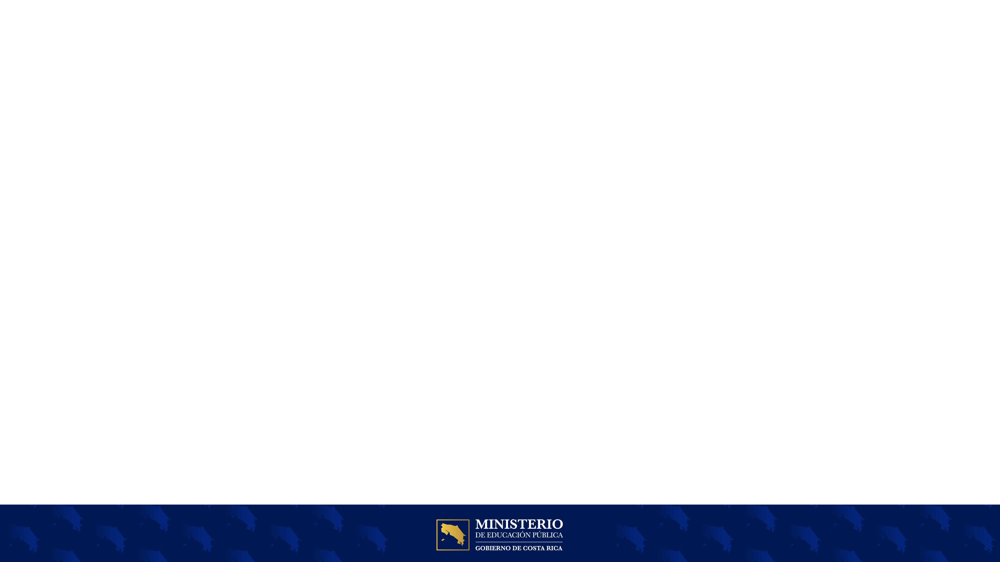 MINISTERIO
DE EDUCACIÓN PÚBLICA
GOBIERNO DE COSTA RICA